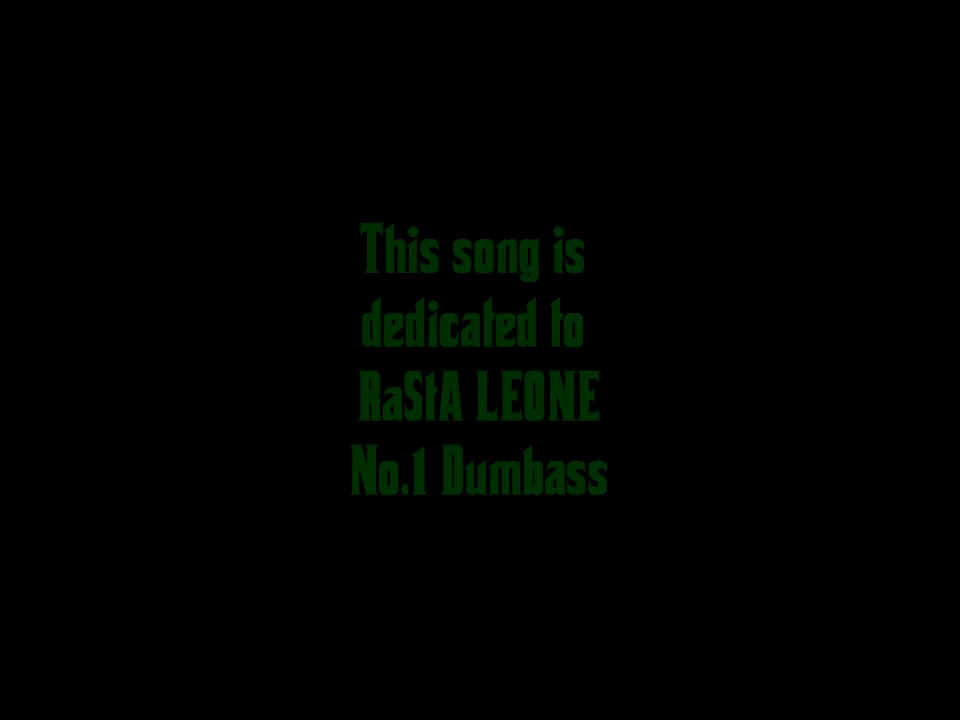 This song is
dedicated to
RaStA LEONE
No.1 Dumbass